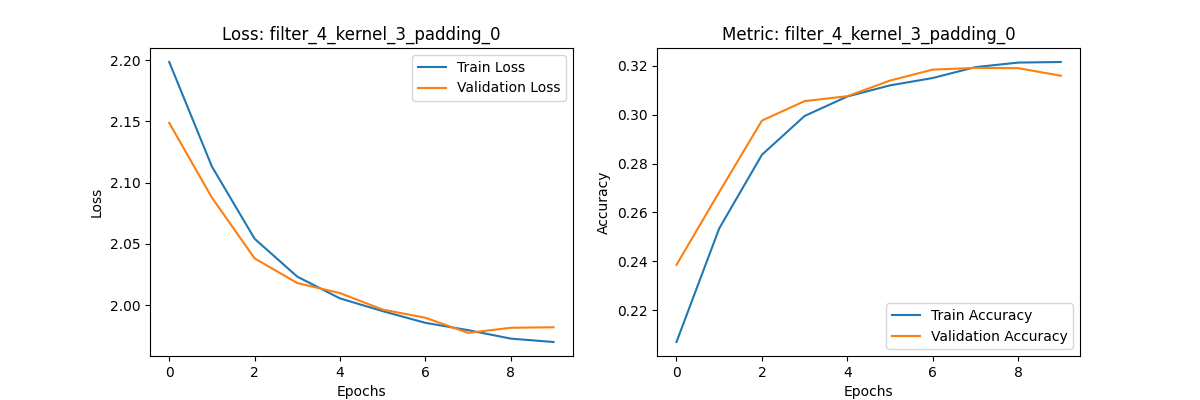 Loss: filter_4_kernel_3_padding_0
2.20
2.15
2.10
2.05
2.00
Loss
0
2
4
6
8
Epochs
Train Loss
Validation Loss
Metric: filter_4_kernel_3_padding_0
0.32
0.30
0.28
0.26
0.24
0.22
Accuracy
0
2
4
6
8
Epochs
Train Accuracy
Validation Accuracy